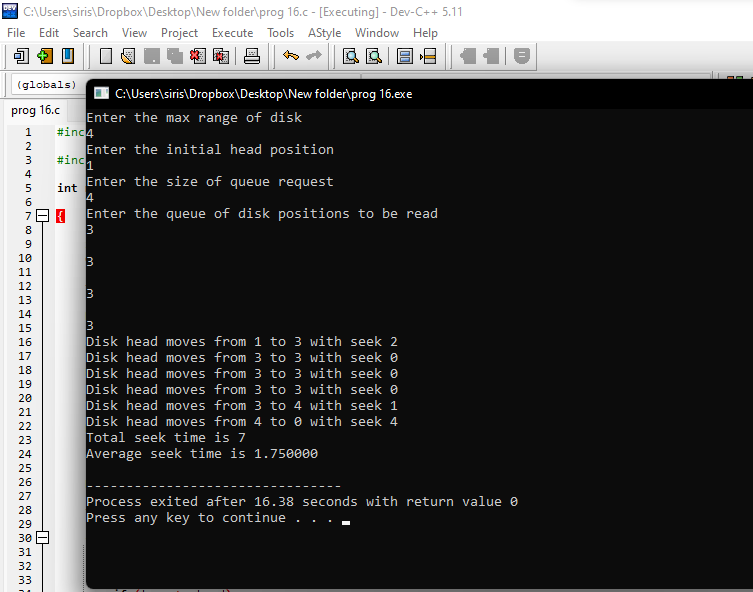 C:\Users\siris\Dropbox\Desktop\New folder\prog 16.c - [Executing] - Dev-C++ 5.11
File Edit Search View Project Execute Tools AStyle Window Help
(globals)
prog 16.c
C:\Users\siris\Dropbox\Desktop\New folder\prog 16.exe
1 #inc
2
3 #inc
4
5 int
6
7 {
8
9
10
11
12
13
14
15
16
17
18
19
20
21
22
23
24
25
26
27
28
29
30
31
32
33
Enter the max range of disk
4
Enter the initial head position
1
Enter the size of queue request
4
Enter the queue of disk positions to be read
3
3
3
3
Disk head moves from 1 to 3 with seek 2
Disk head moves from 3 to 3 with seek 0
Disk head moves from 3 to 3 with seek 0
Disk head moves from 3 to 3 with seek 0
Disk head moves from 3 to 4 with seek 1
Disk head moves from 4 to 0 with seek 4
Total seek time is 7
Average seek time is 1.750000
--------------------------------
Process exited after 16.38 seconds with return value 0
Press any key to continue . . .